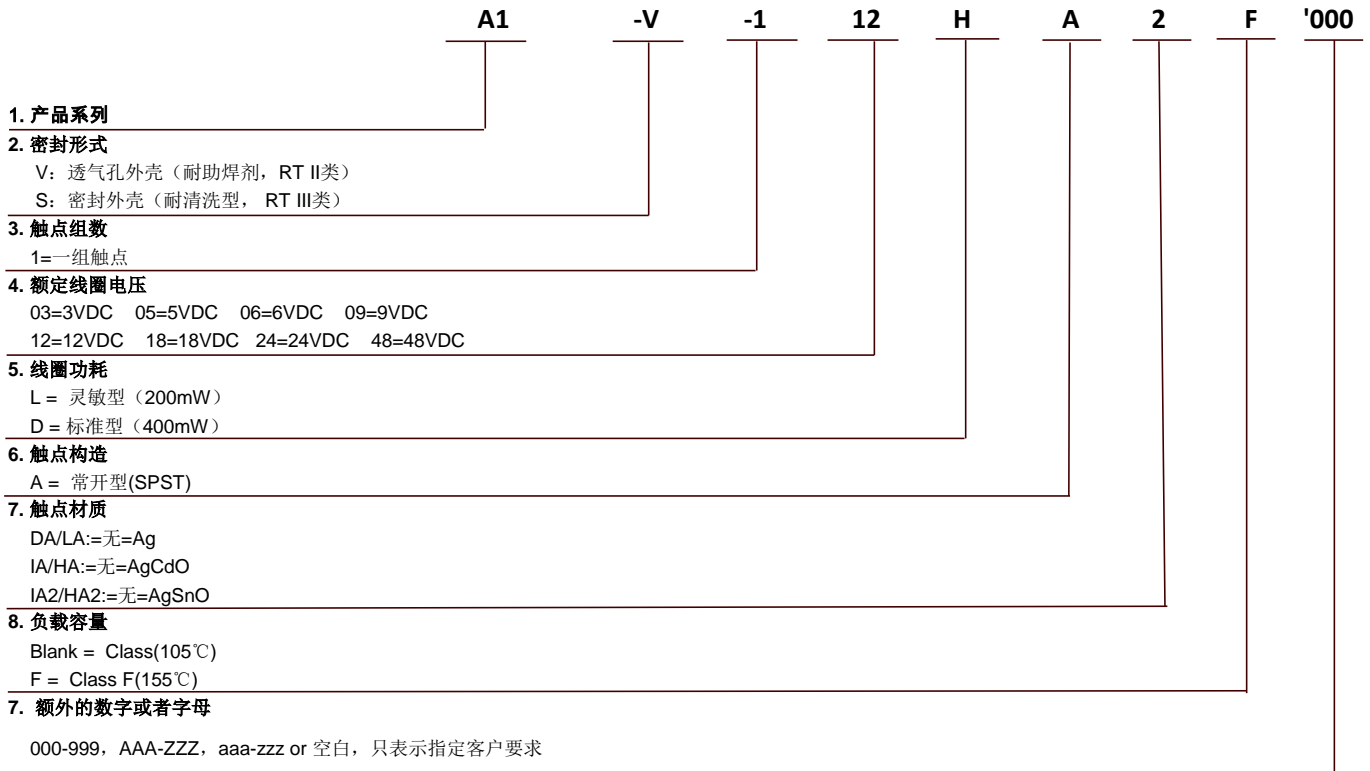 A1 -V -1 12 H A 2 F '000
1. 产品系列
2. 密封形式
V：透气孔外壳（耐助焊剂，RT II类）
S：密封外壳（耐清洗型， RT III类）
3. 触点组数
1=一组触点
4. 额定线圈电压
03=3VDC 05=5VDC 06=6VDC 09=9VDC
12=12VDC 18=18VDC 24=24VDC 48=48VDC
5. 线圈功耗
L = 灵敏型（200mW）
D = 标准型（400mW）
6. 触点构造
A = 常开型(SPST)
7. 触点材质
DA/LA:=无=Ag
IA/HA:=无=AgCdO
IA2/HA2:=无=AgSnO
8. 负载容量
Blank = Class(105℃)
F = Class F(155℃)
7. 额外的数字或者字母
000-999，AAA-ZZZ，aaa-zzz or 空白，只表示指定客户要求